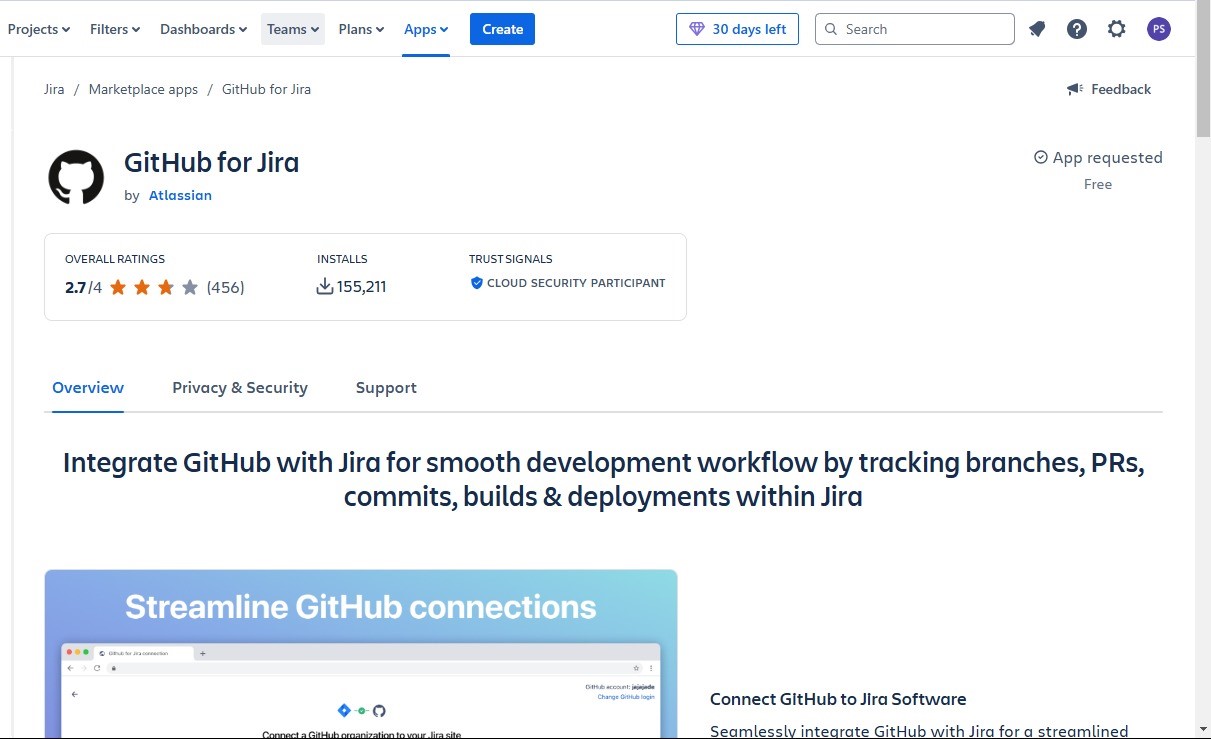 Projects Filters Dashboards Teams Plans Apps Create 30 days left Search PS
Jira / Marketplace apps / GitHub for Jira Feedback
GitHub for Jira
by Atlassian
App requested
Free
OVERALL RATINGS INSTALLS TRUST SIGNALS
2.7/4 (456) 155,211 CLOUD SECURITY PARTICIPANT
Overview Privacy & Security Support
Integrate GitHub with Jira for smooth development workflow by tracking branches, PRs,
commits, builds & deployments within Jira
Streamline GitHub connections
Github for Jira connection
GitHub account: jajajade
Change GitHub login
Connect a GitHub organization to your Jira site
Connect GitHub to Jira Software
Seamlessly integrate GitHub with Jira for a streamlined